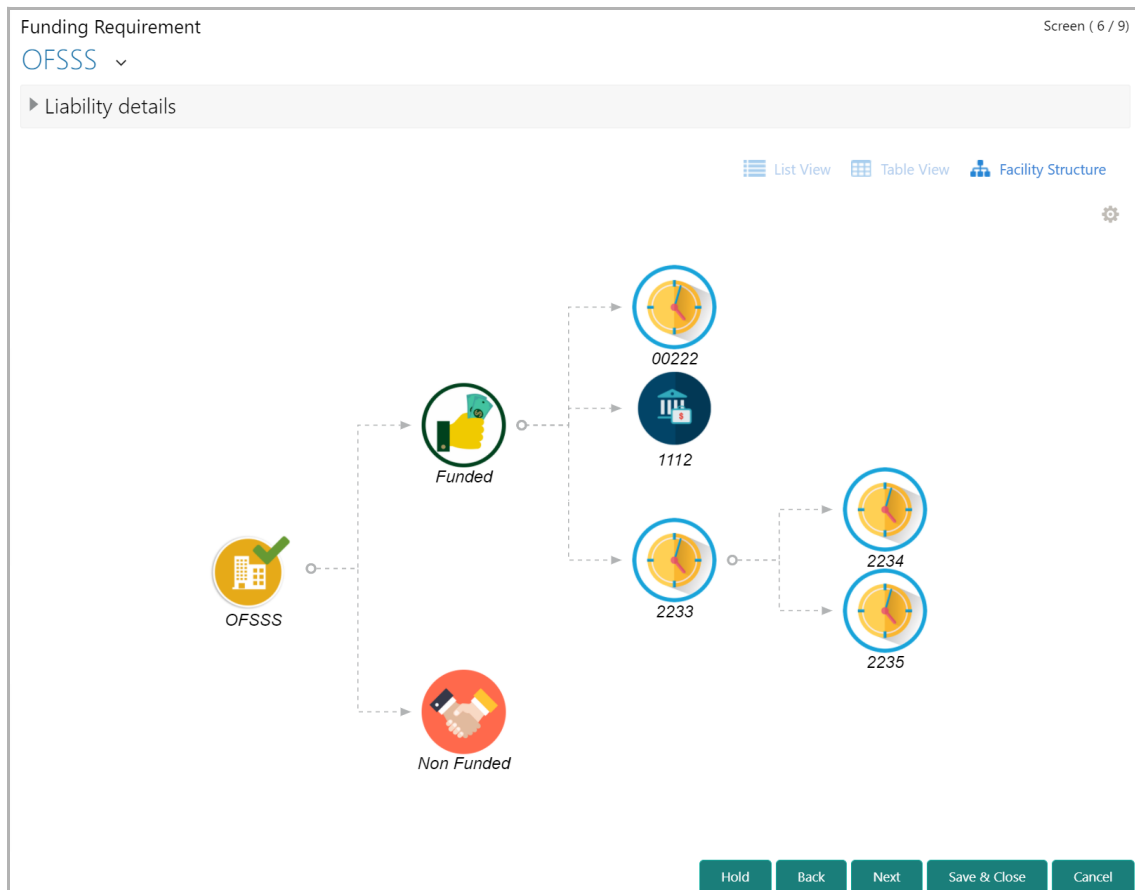 Funding Requirement
Screen ( 6 / 9)
OFSSS
Liability details
List View
Table View
Facility Structure
00222
1112
Funded
2234
2233
OFSSS
2235
Non Funded
Hold
Back
Next
Save & Close
Cancel